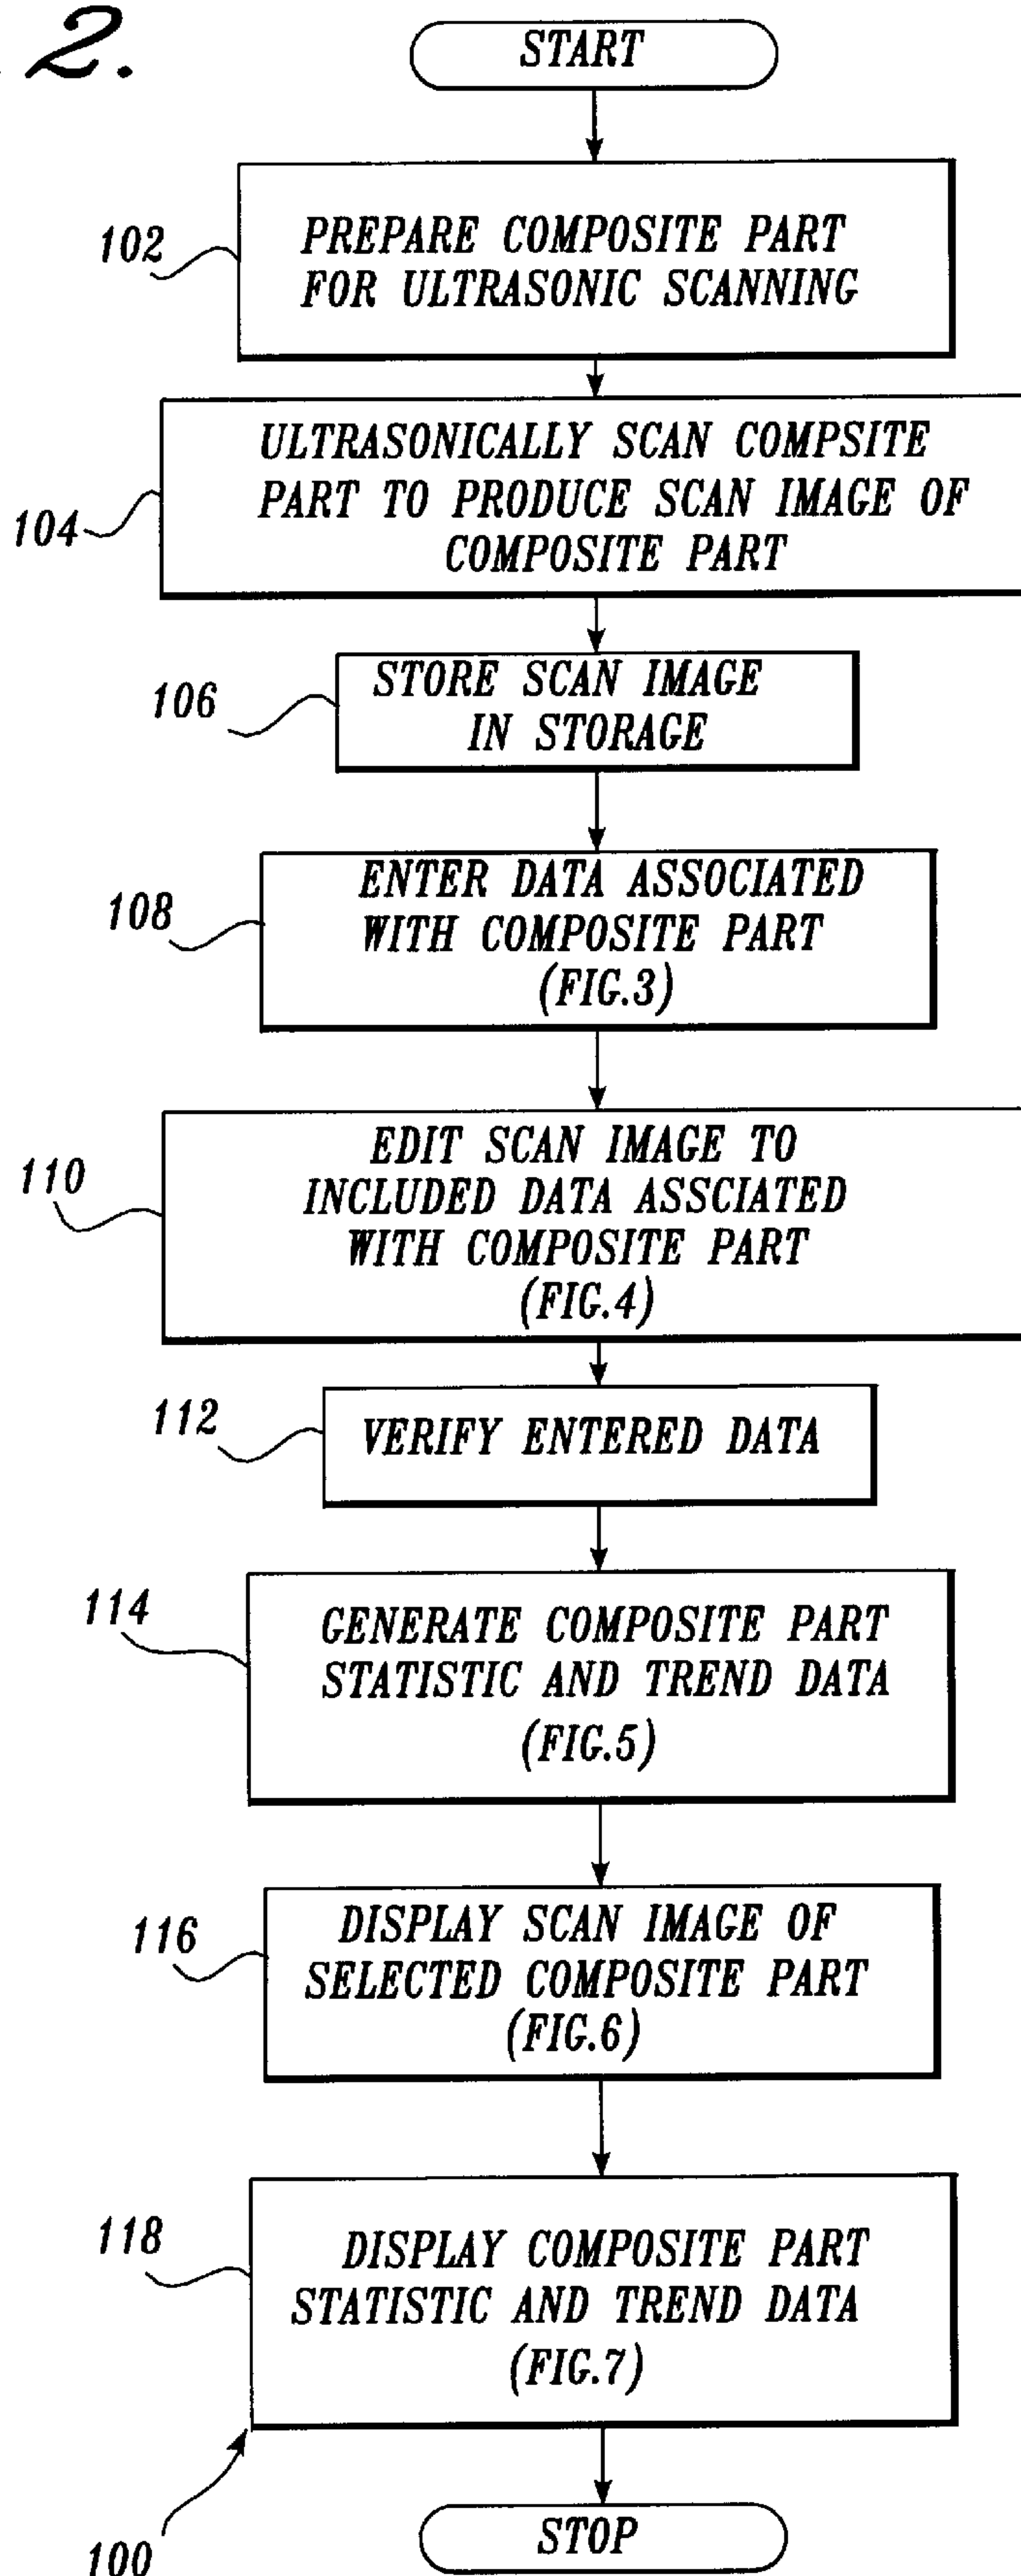 2.
START
102
PREPARE COMPOSITE PART
FOR ULTRASONIC SCANNING
104
ULTRASONICALLY SCAN COMPSITE
PART TO PRODUCE SCAN IMAGE OF
COMPOSITE PART
106
STORE SCAN IMAGE
IN STORAGE
108
ENTER DATA ASSOCIATED
WITH COMPOSITE PART
(FIG.3)
110
EDIT SCAN IMAGE TO
INCLUDED DATA ASSCIATED
WITH COMPOSITE PART
(FIG.4)
112
VERIFY ENTERED DATA
114
GENERATE COMPOSITE PART
STATISTIC AND TREND DATA
(FIG.5)
116
DISPLAY SCAN IMAGE OF
SELECTED COMPOSITE PART
(FIG.6)
118
DISPLAY COMPOSITE PART
STATISTIC AND TREND DATA
(FIG.7)
100
STOP